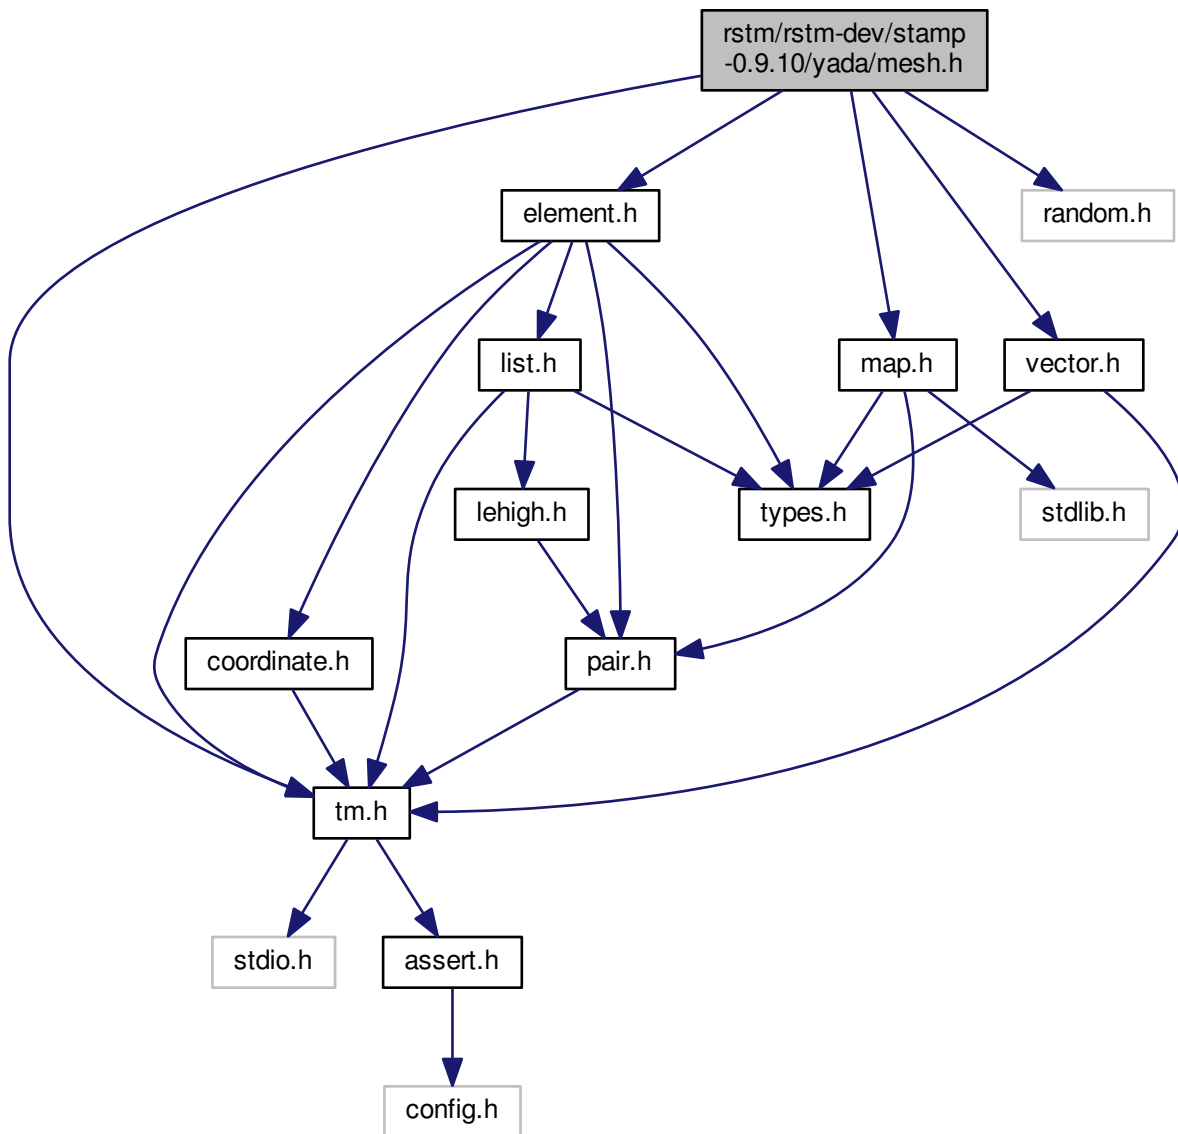 rstm/rstm-dev/stamp
-0.9.10/yada/mesh.h
element.h
random.h
list.h
map.h
vector.h
lehigh.h
types.h
stdlib.h
coordinate.h
pair.h
tm.h
stdio.h
assert.h
config.h